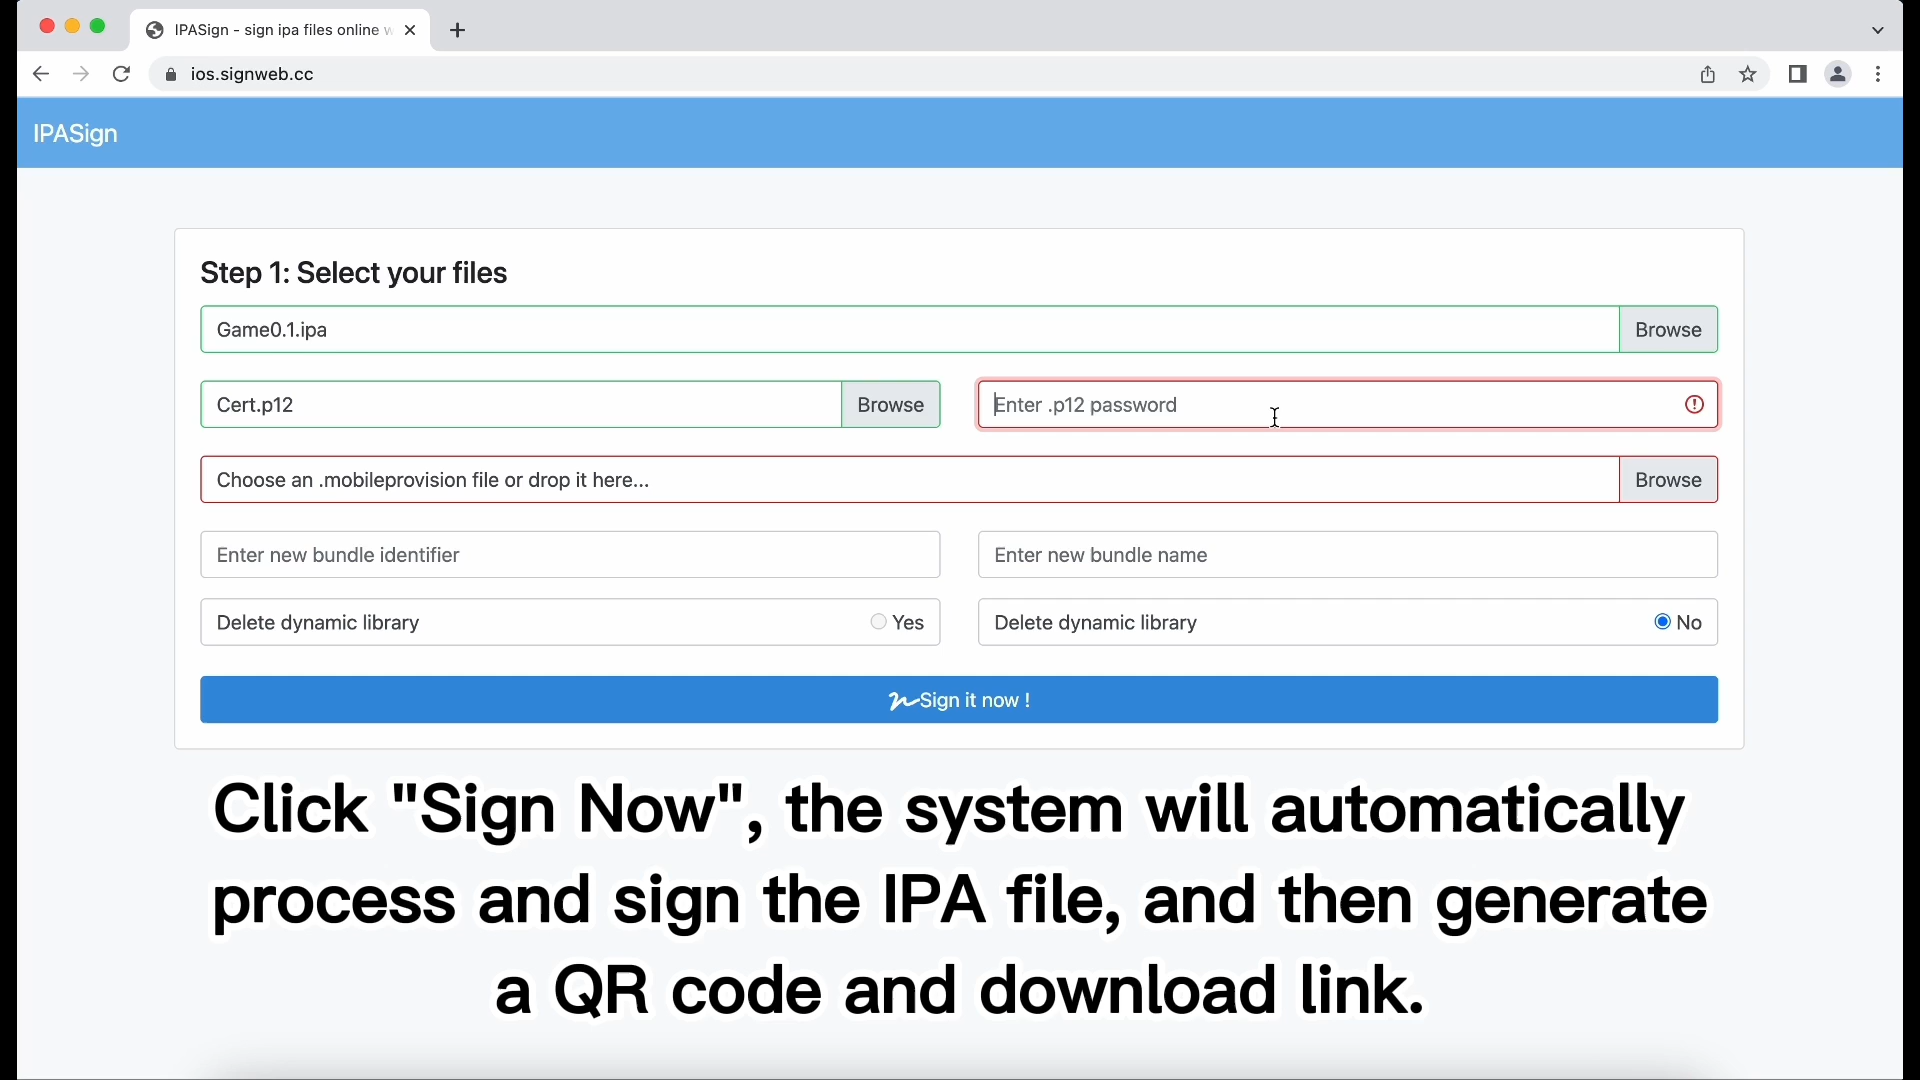 IPASign - sign ipa files online w
ios.signweb.cc
IPASign
Step 1: Select your files
Game0.1.ipa
Browse
Cert.p12
Browse
Enter .p12 password
Choose an .mobileprovision file or drop it here...
Browse
Enter new bundle identifier
Enter new bundle name
Delete dynamic library
Yes
Delete dynamic library
No
Sign it now !
Click "Sign Now", the system will automatically
process and sign the IPA file, and then generate
a QR code and download link.